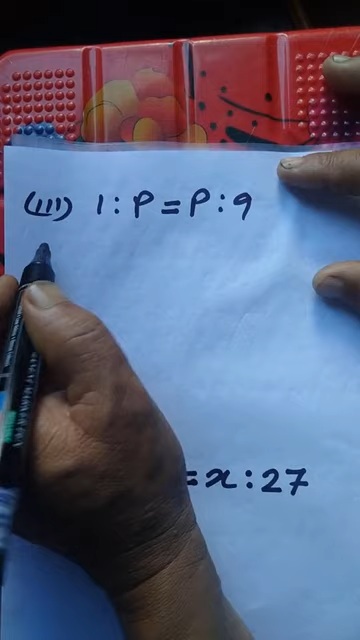 (III) 1 : P = P : 9
= x : 27